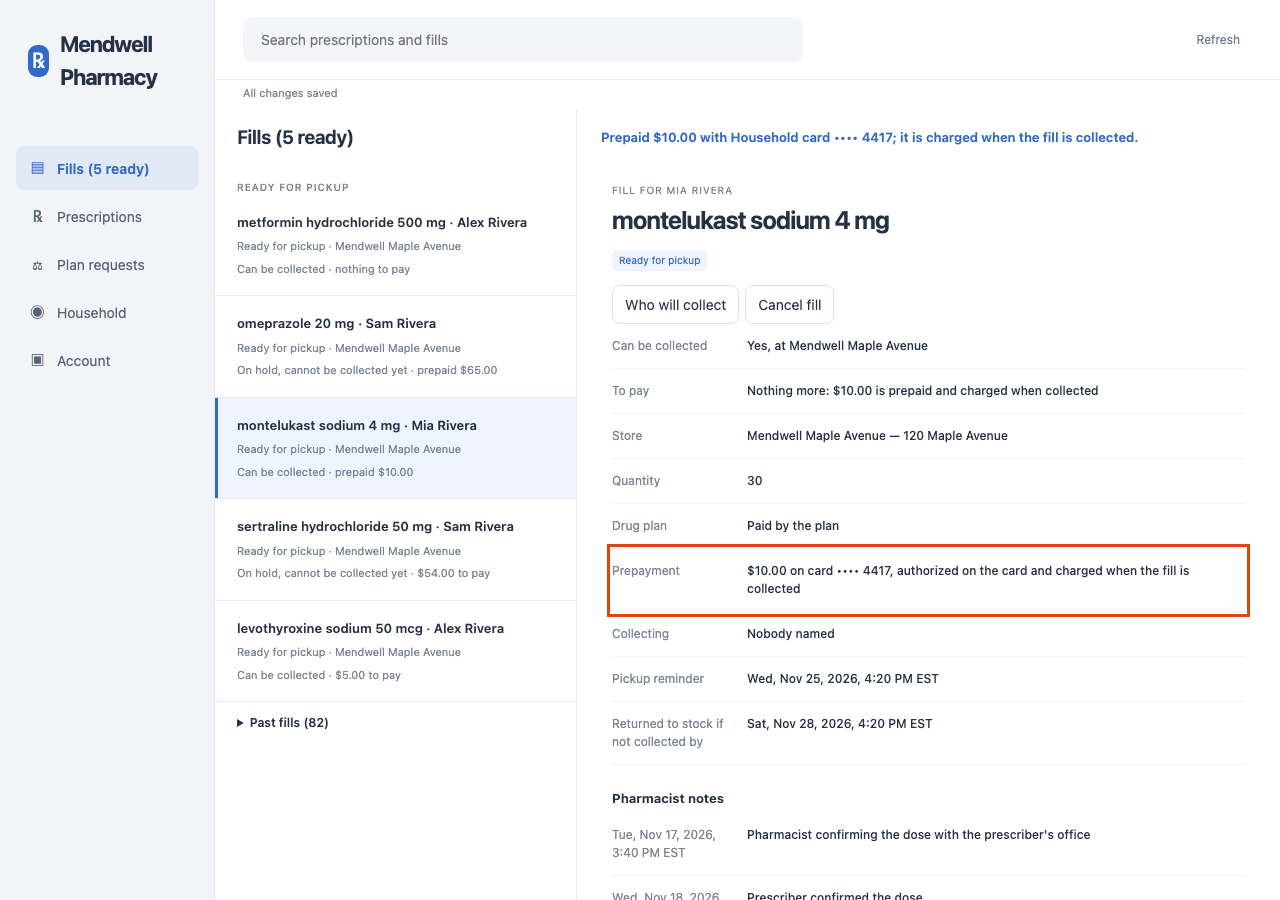 Mendwell
Pharmacy
Fills (5 ready)
Prescriptions
Plan requests
Household
Account
Search prescriptions and fills
Refresh
All changes saved
Fills (5 ready)
READY FOR PICKUP
metformin hydrochloride 500 mg · Alex Rivera
Ready for pickup · Mendwell Maple Avenue
Can be collected · nothing to pay
omeprazole 20 mg · Sam Rivera
Ready for pickup · Mendwell Maple Avenue
On hold, cannot be collected yet · prepaid $65.00
montelukast sodium 4 mg · Mia Rivera
Ready for pickup · Mendwell Maple Avenue
Can be collected · prepaid $10.00
sertraline hydrochloride 50 mg · Sam Rivera
Ready for pickup · Mendwell Maple Avenue
On hold, cannot be collected yet · $54.00 to pay
levothyroxine sodium 50 mcg · Alex Rivera
Ready for pickup · Mendwell Maple Avenue
Can be collected · $5.00 to pay
Past fills (82)
Prepaid $10.00 with Household card •••• 4417; it is charged when the fill is collected.
FILL FOR MIA RIVERA
montelukast sodium 4 mg
Ready for pickup
Who will collect
Cancel fill
Can be collected Yes, at Mendwell Maple Avenue
To pay Nothing more: $10.00 is prepaid and charged when collected
Store Mendwell Maple Avenue — 120 Maple Avenue
Quantity 30
Drug plan Paid by the plan
Prepayment $10.00 on card •••• 4417, authorized on the card and charged when the fill is
collected
Collecting Nobody named
Pickup reminder Wed, Nov 25, 2026, 4:20 PM EST
Returned to stock if Sat, Nov 28, 2026, 4:20 PM EST
not collected by
Pharmacist notes
Tue, Nov 17, 2026, Pharmacist confirming the dose with the prescriber's office
3:40 PM EST
Wed, Nov 18, 2026, Prescriber confirmed the dose